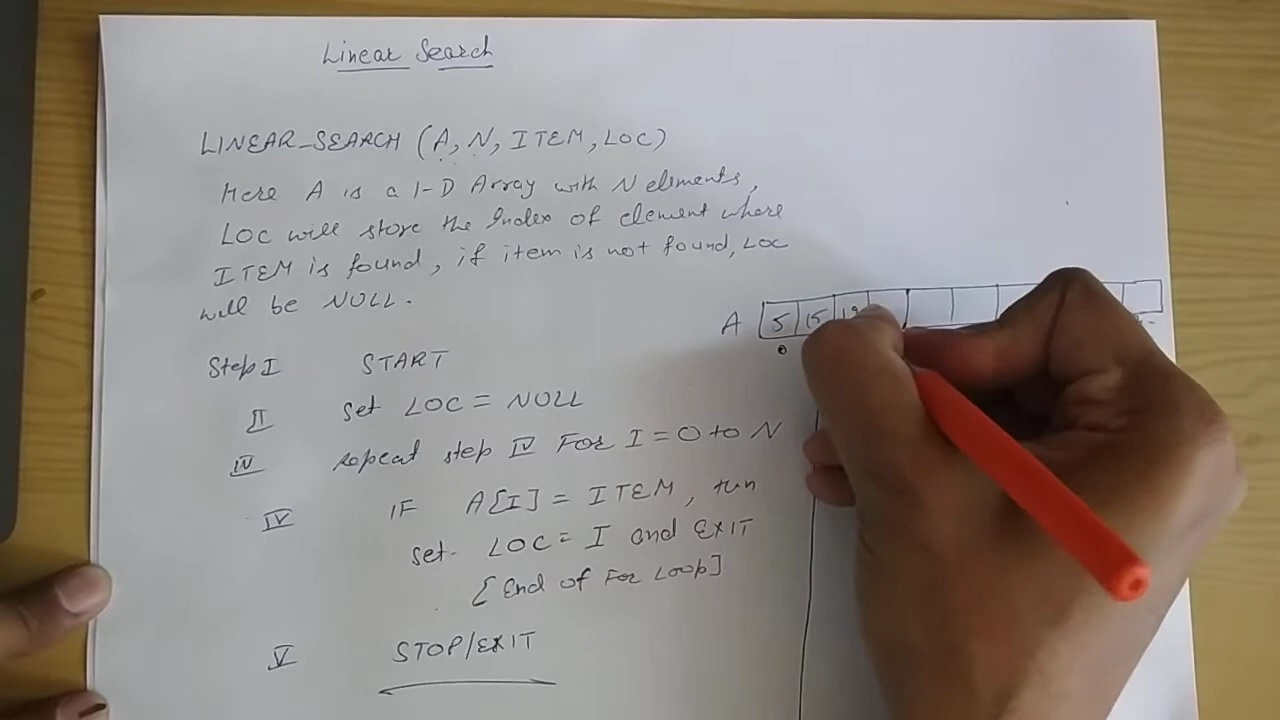 Linear Search
LINEAR_SEARCH (A, N, ITEM, LOC)
Here A is a 1-D Array with N elements,
LOC will store the Index of element where
ITEM is found, if item is not found, LOC
will be NULL.
Step I START
II Set LOC = NULL
IV repeat step IV For I = 0 to N
IV IF A[I] = ITEM, then
set LOC = I and EXIT
[End of For Loop]
V STOP/EXIT
A 5 15
0